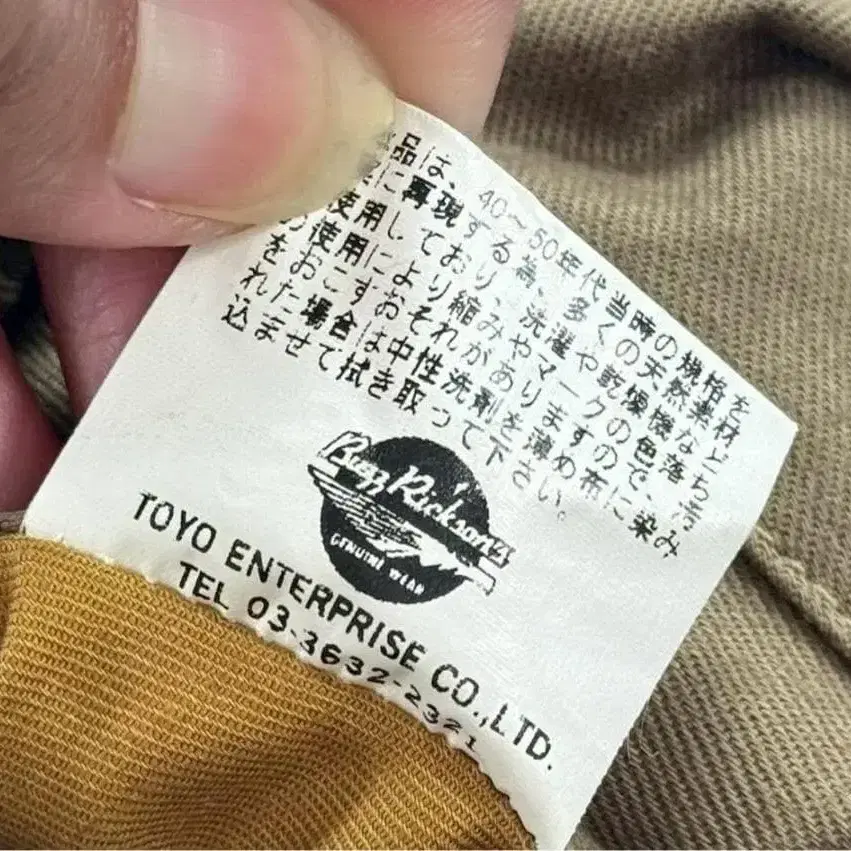 品は、40〜50年代当時の規格を
に再現する為、多くの天然素材
使用しており、洗濯や乾燥機など
の使用により縮みやマークの色落ち
をおこすおそれがありますので、汚
れた場合は中性洗剤を薄め布に染み
込ませて拭き取って下さい。
Buzz Rickson's
GENUINE WEAR
TOYO ENTERPRISE CO.,LTD.
TEL 03-3632-2321